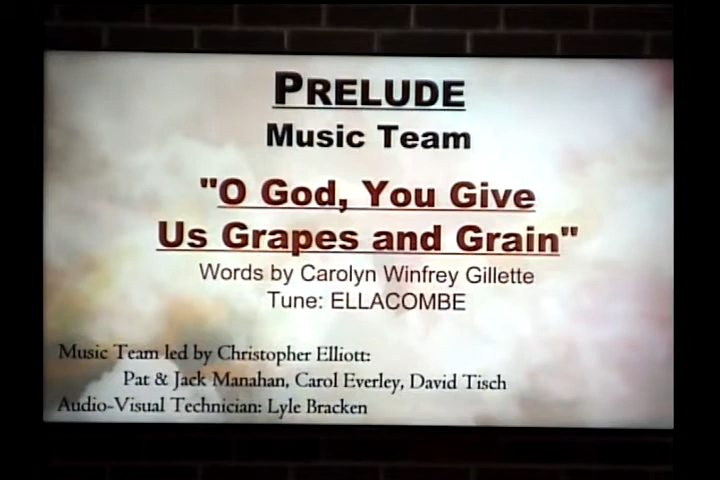 PRELUDE
Music Team
"O God, You Give
Us Grapes and Grain"
Words by Carolyn Winfrey Gillette
Tune: ELLACOMBE
Music Team led by Christopher Elliott:
Pat & Jack Manahan, Carol Everley, David Tisch
Audio-Visual Technician: Lyle Bracken